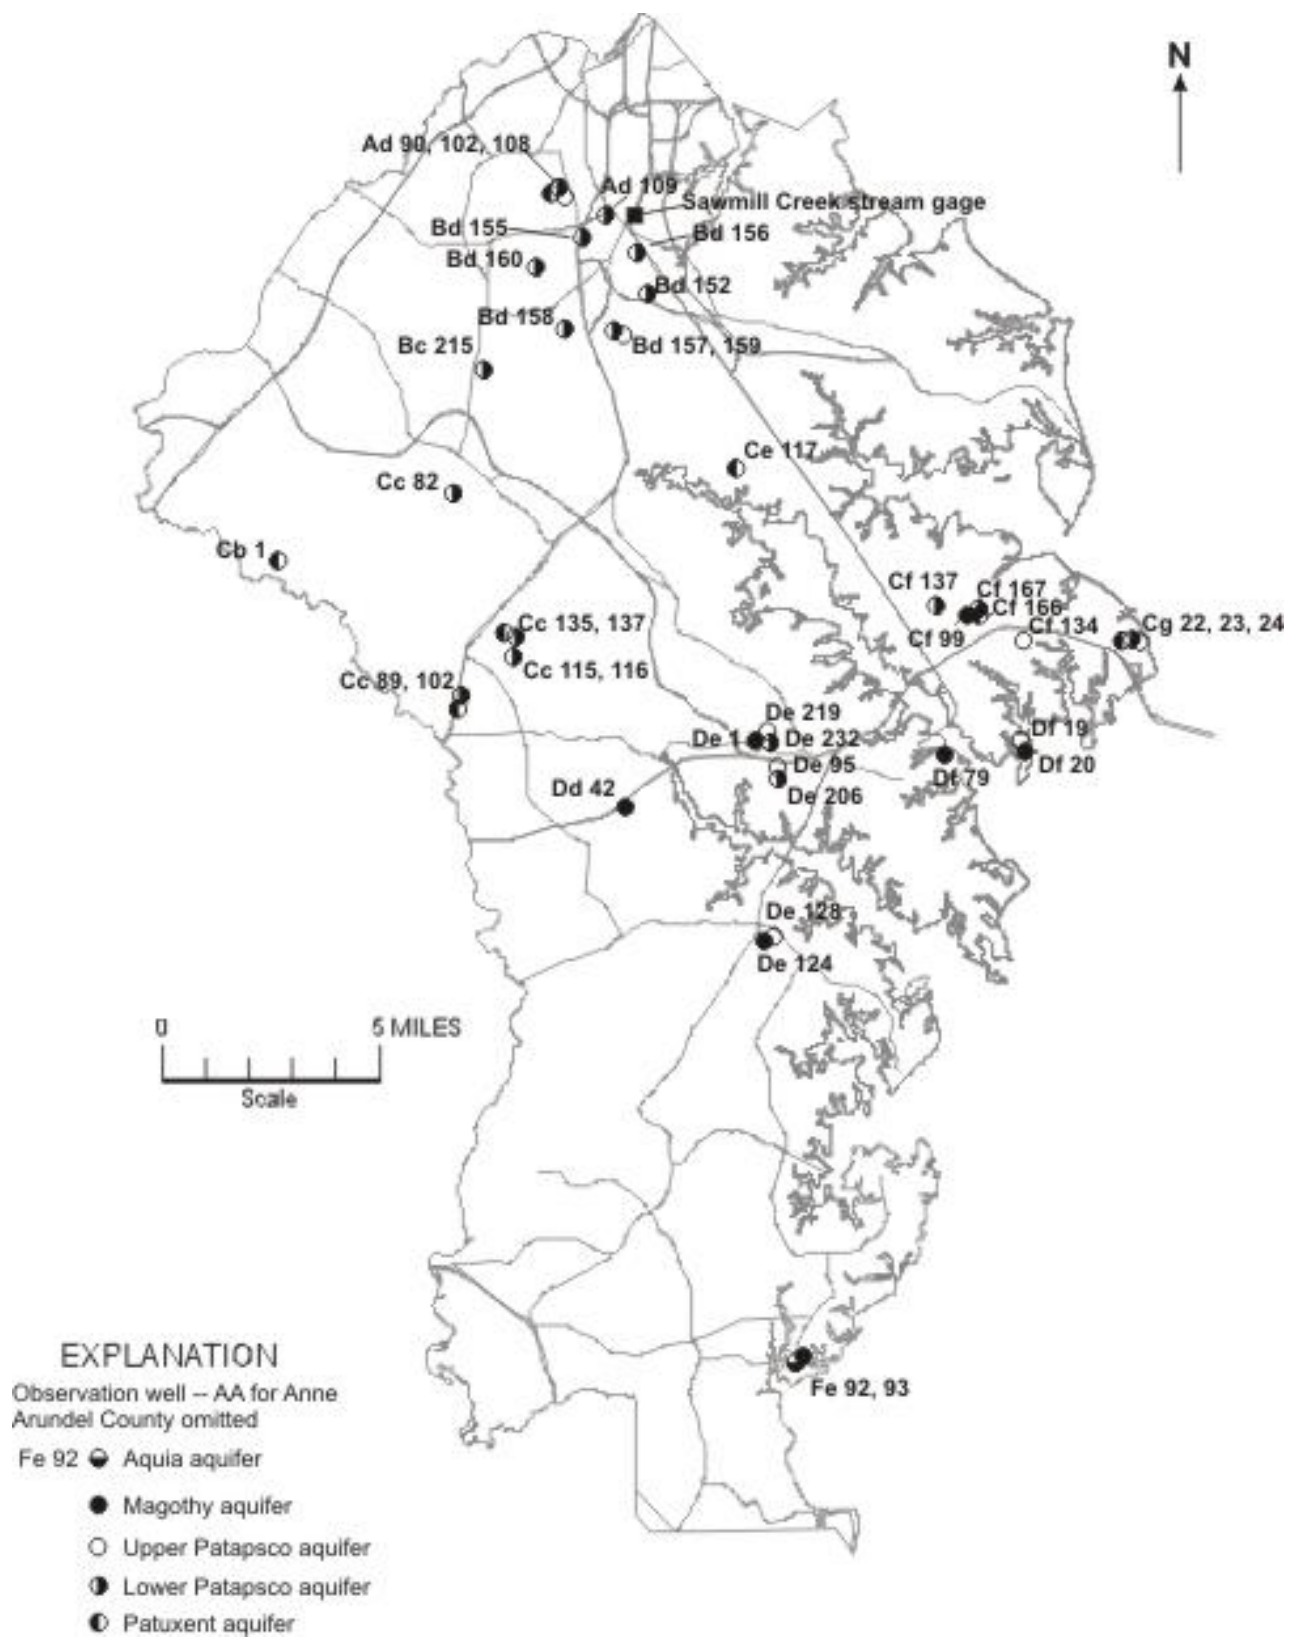 N
Ad 90, 102, 108
Ad 109
Sawmill Creek stream gage
Bd 155
Bd 156
Bd 160
Bd 152
Bd 158
Bd 157, 159
Bc 215
Ce 117
Cc 82
Cb 1
Cf 137
Cf 167
Cf 166
Cf 99
Cf 134
Cg 22, 23, 24
Cc 135, 137
Cc 115, 116
Cc 89, 102
De 219
De 1
De 232
Df 19
De 95
Df 79
Df 20
Dd 42
De 206
De 128
De 124
0
5 MILES
Scale
Fe 92, 93
EXPLANATION
Observation well -- AA for Anne
Arundel County omitted
Fe 92 Aquia aquifer
Magothy aquifer
Upper Patapsco aquifer
Lower Patapsco aquifer
Patuxent aquifer